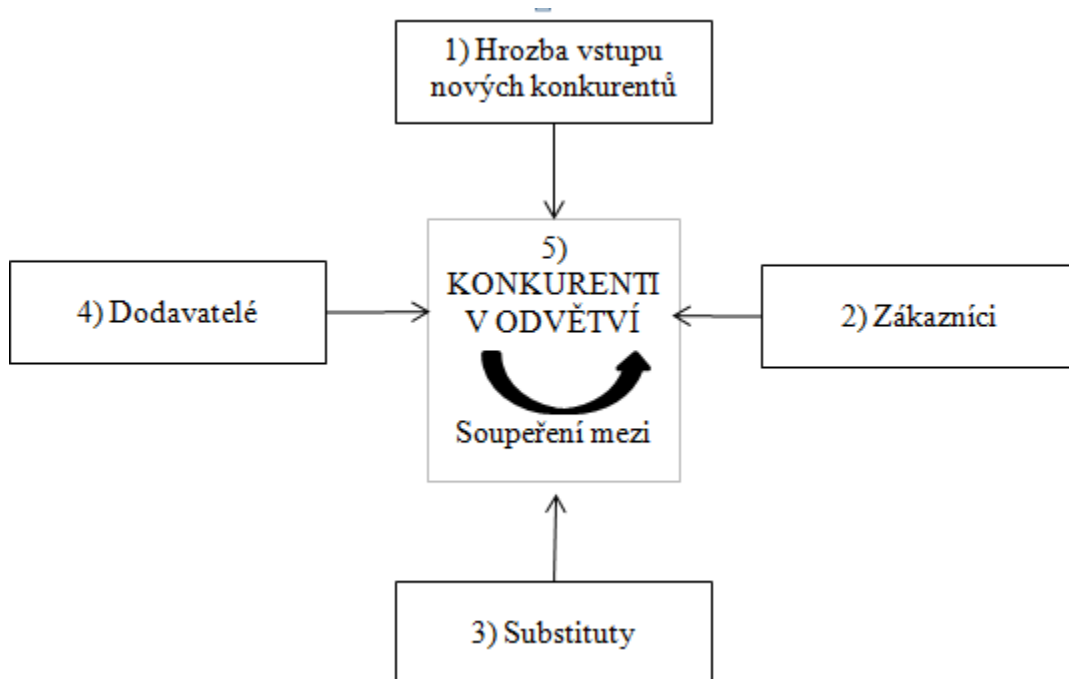 1) Hrozba vstupu
nových konkurentů
5)
KONKURENTI
V ODVĚTVÍ
Soupeření mezi
4) Dodavatelé
2) Zákazníci
3) Substituty